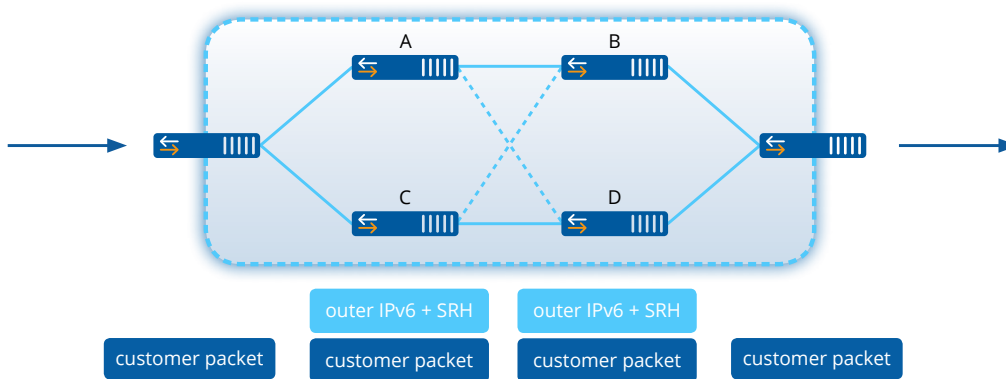 A
B
C
D
outer IPv6 + SRH
outer IPv6 + SRH
customer packet
customer packet
customer packet
customer packet